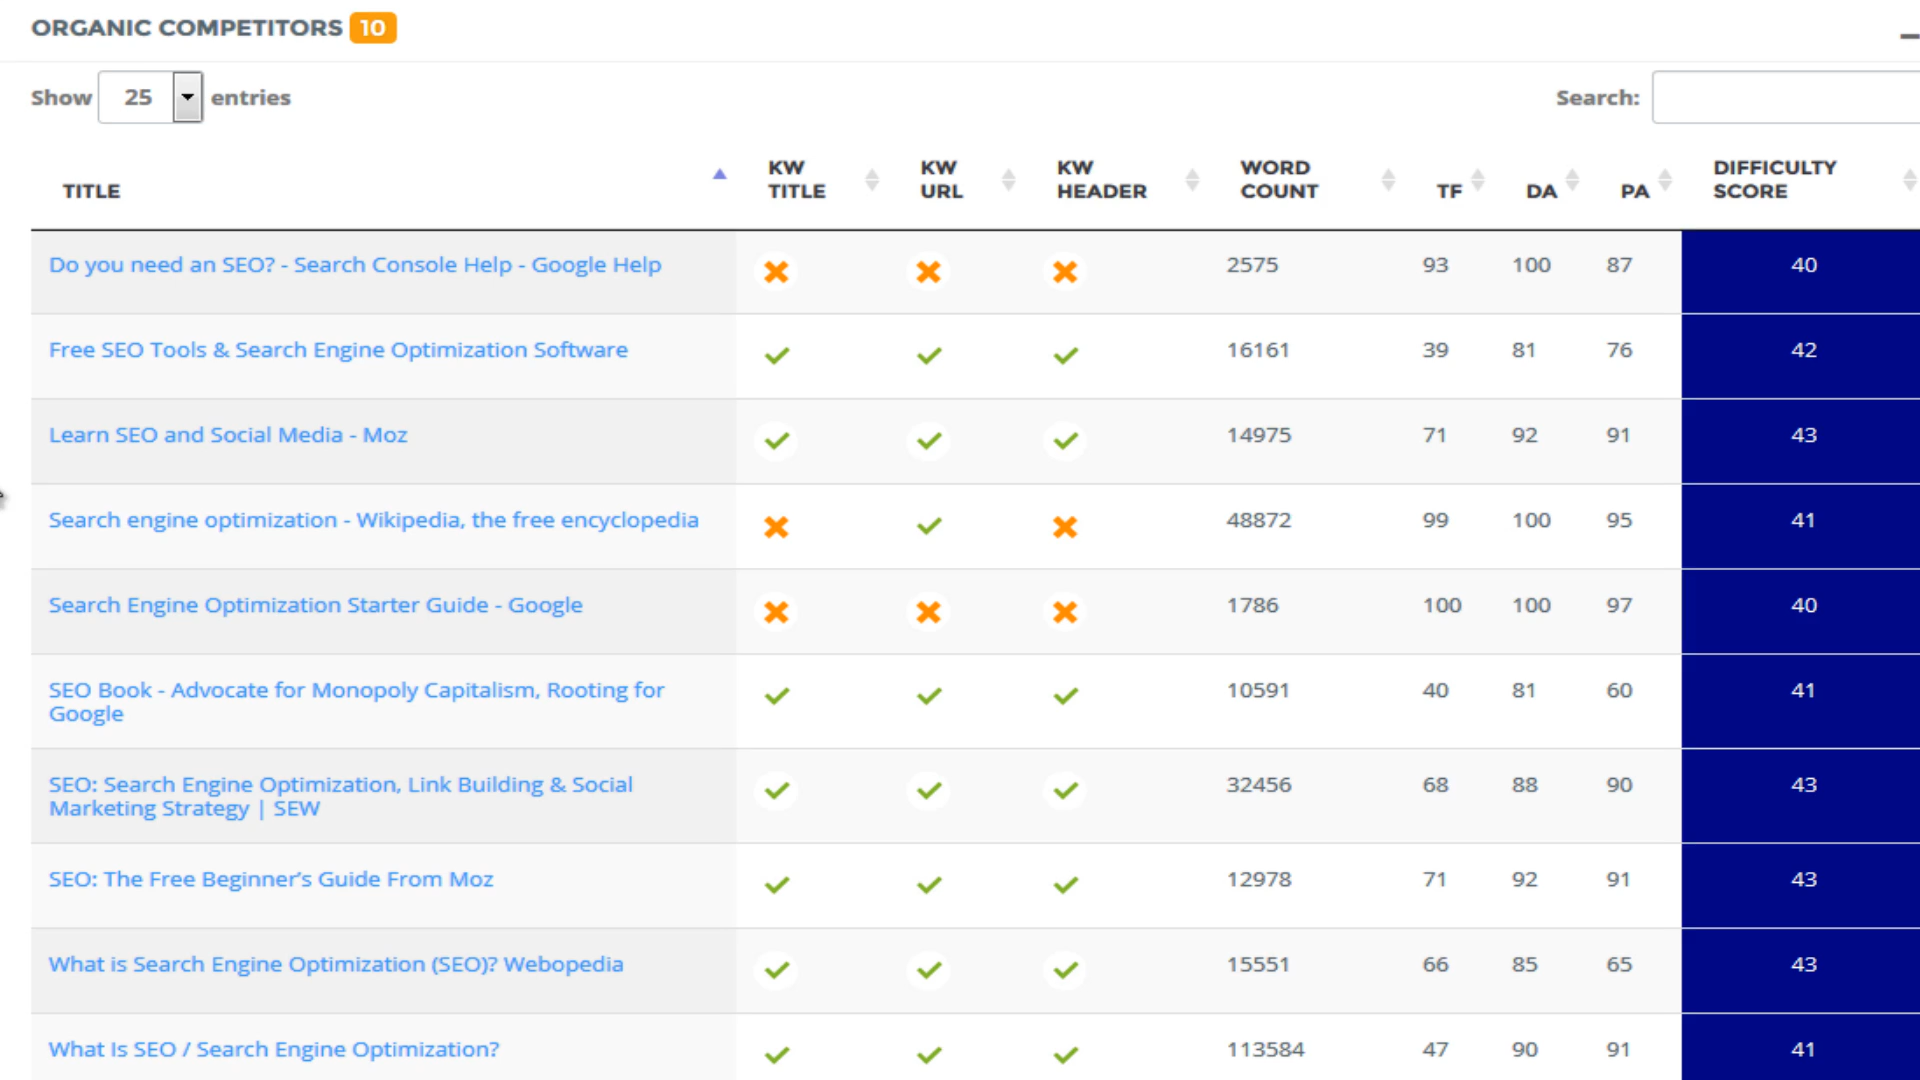 ORGANIC COMPETITORS 10
Show 25 entries Search:
TITLE KW TITLE KW URL KW HEADER WORD COUNT TF DA PA DIFFICULTY SCORE
Do you need an SEO? - Search Console Help - Google Help 2575 93 100 87 40
Free SEO Tools & Search Engine Optimization Software 16161 39 81 76 42
Learn SEO and Social Media - Moz 14975 71 92 91 43
Search engine optimization - Wikipedia, the free encyclopedia 48872 99 100 95 41
Search Engine Optimization Starter Guide - Google 1786 100 100 97 40
SEO Book - Advocate for Monopoly Capitalism, Rooting for 10591 40 81 60 41
Google
SEO: Search Engine Optimization, Link Building & Social 32456 68 88 90 43
Marketing Strategy | SEW
SEO: The Free Beginner's Guide From Moz 12978 71 92 91 43
What is Search Engine Optimization (SEO)? Webopedia 15551 66 85 65 43
What Is SEO / Search Engine Optimization? 113584 47 90 91 41